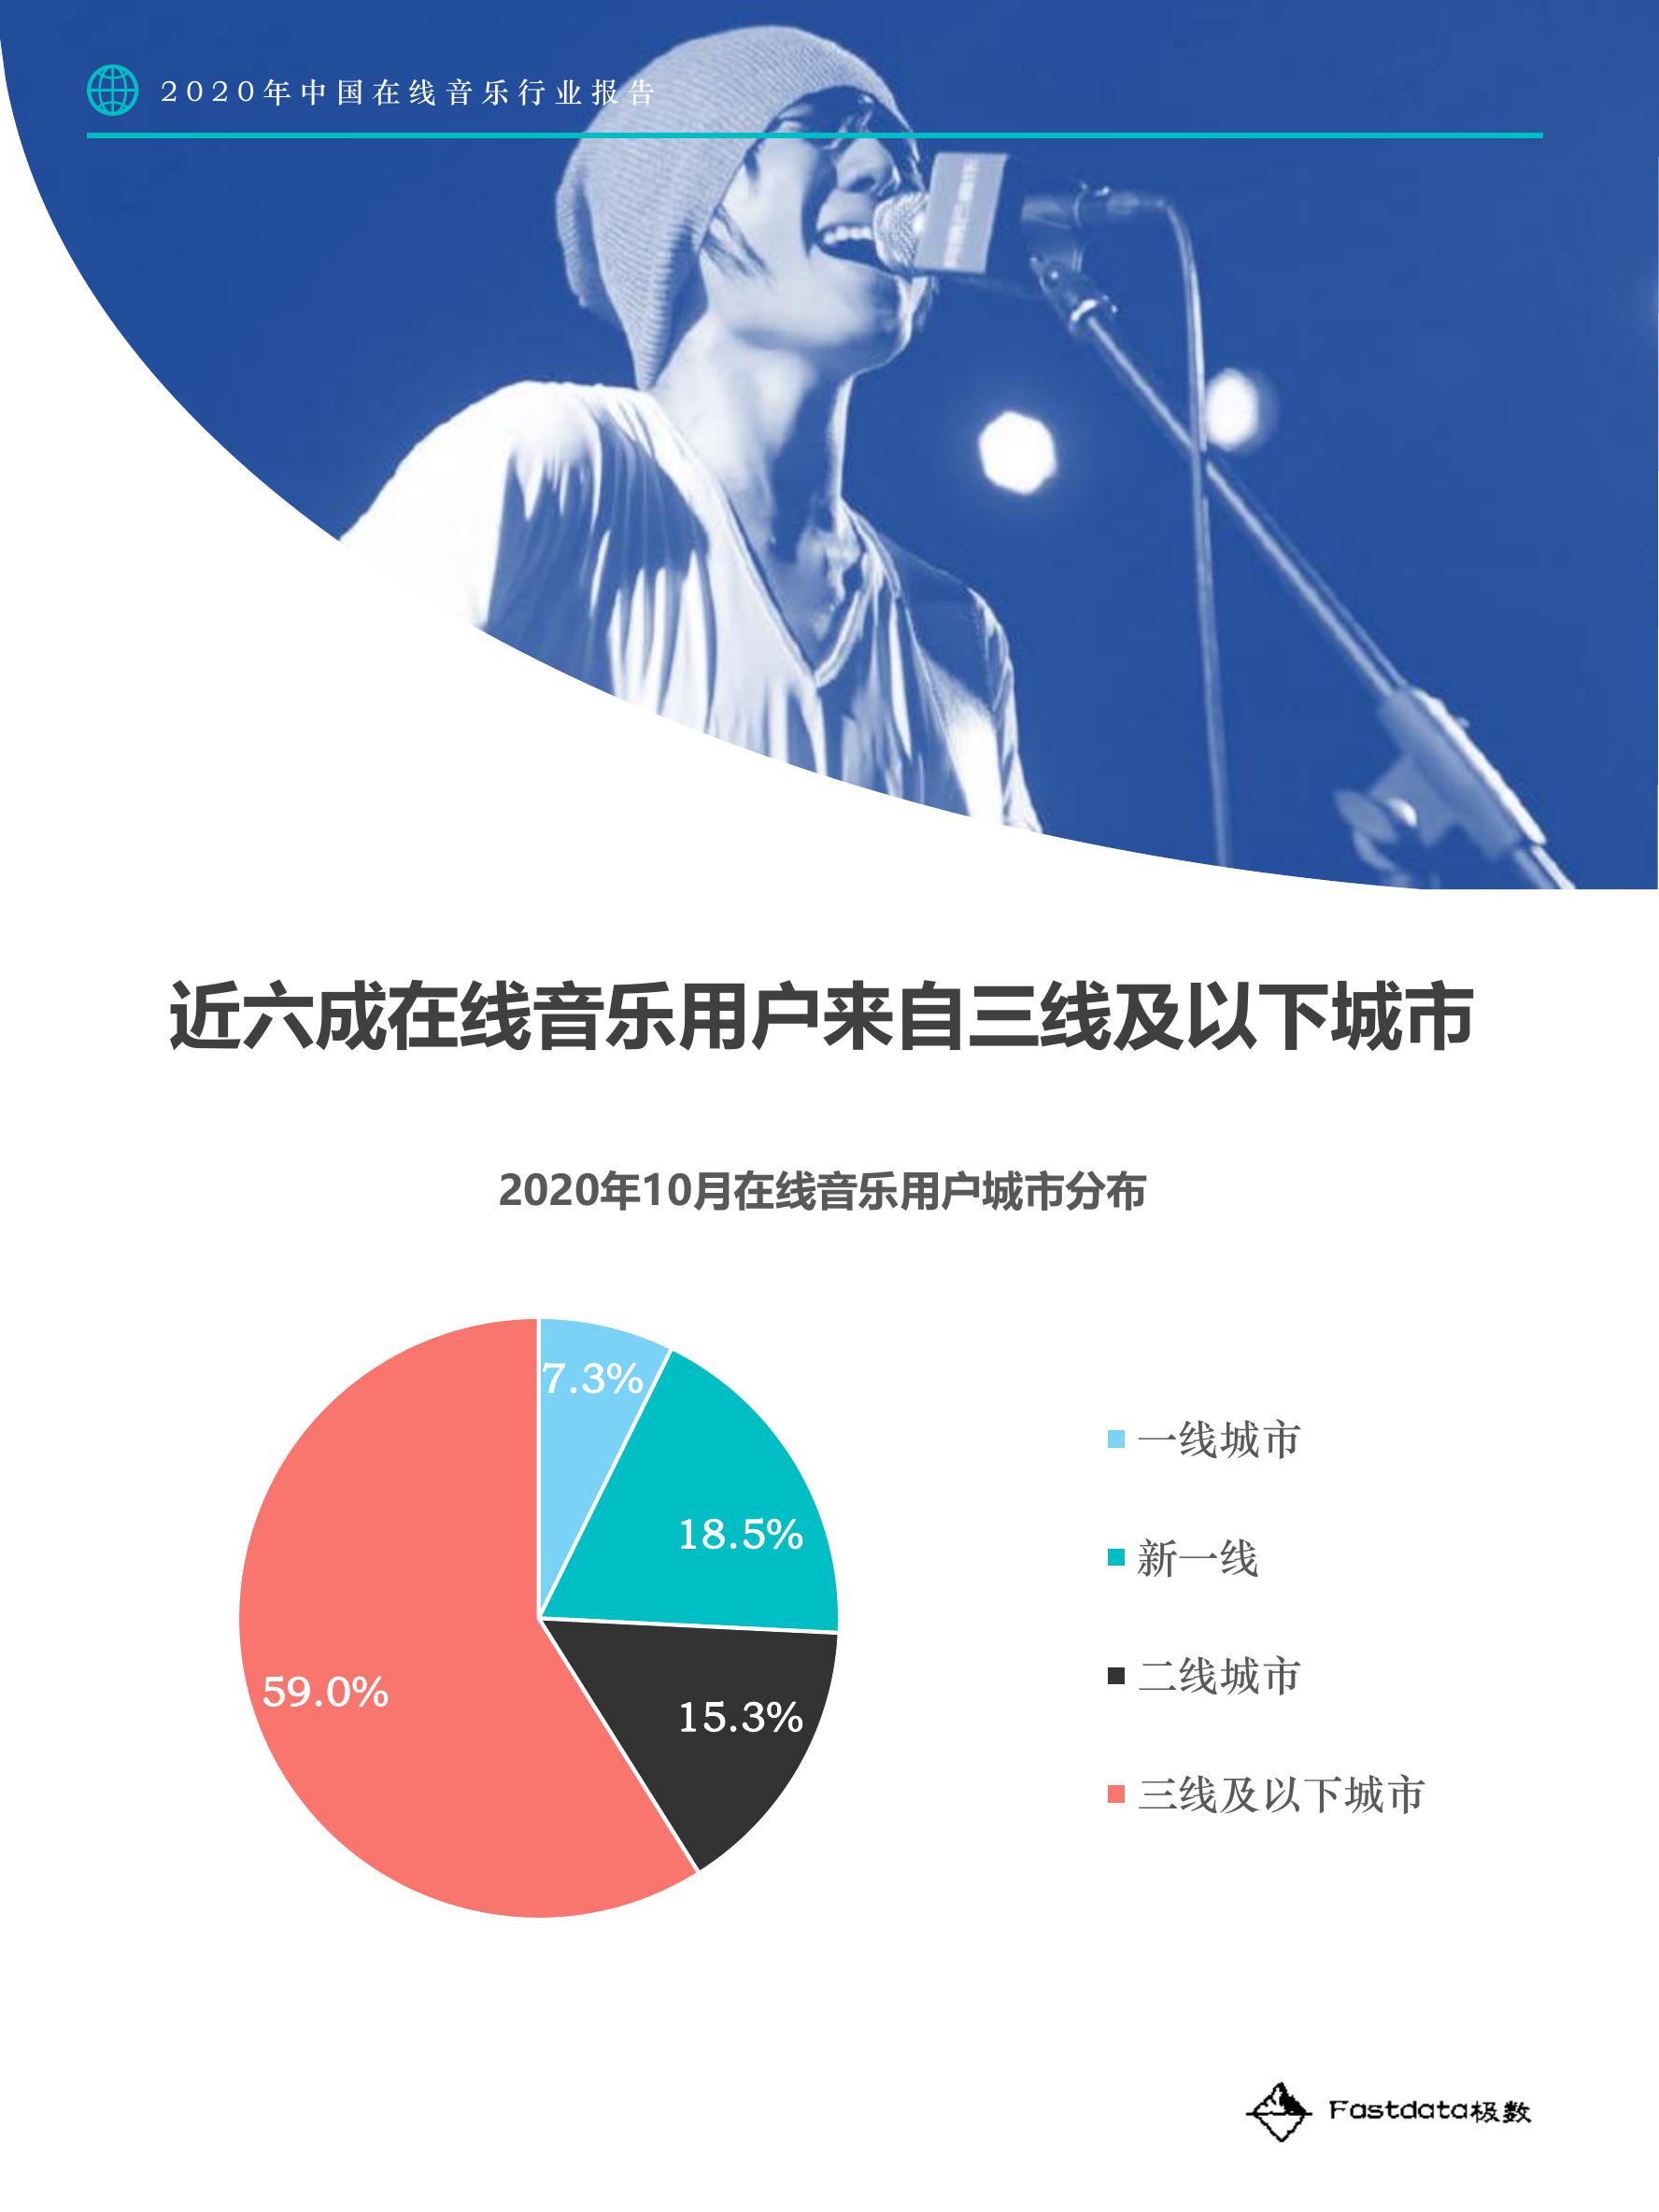 2020年中国在线音乐行业报告
近六成在线音乐用户来自三线及以下城市
2020年10月在线音乐用户城市分布
7.3%
18.5%
15.3%
59.0%
一线城市
新一线
二线城市
三线及以下城市
Fastdata极数